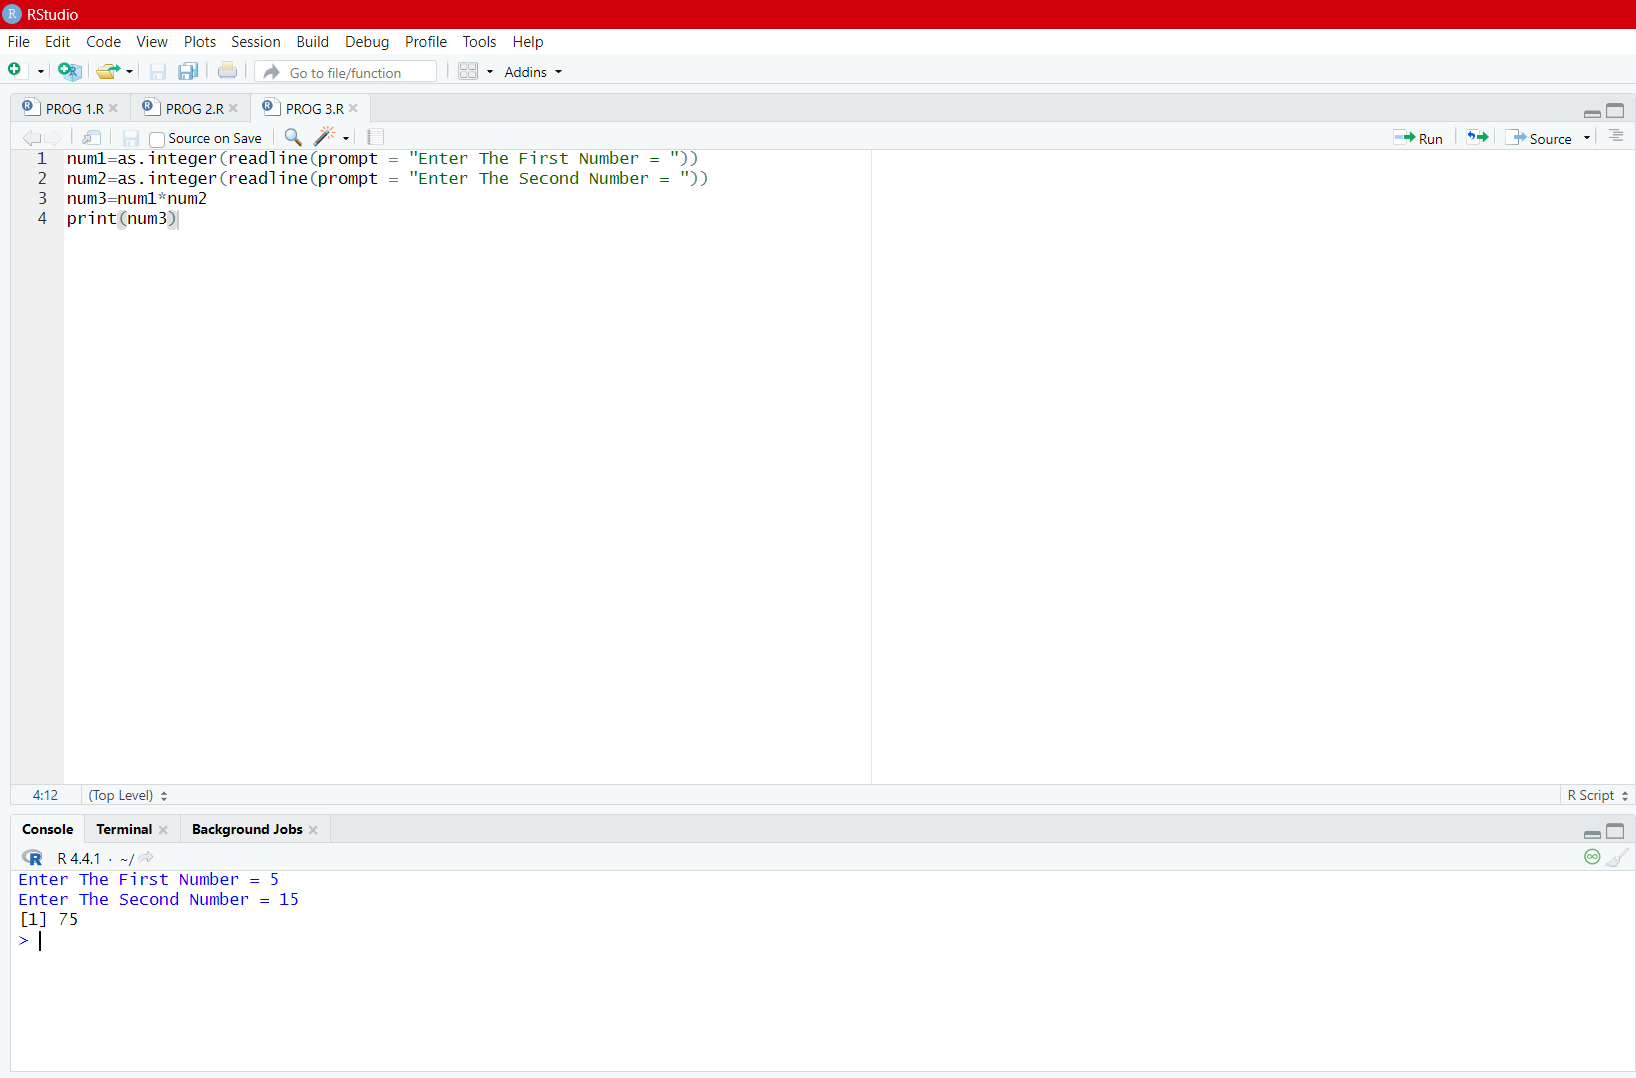 R RStudio
File Edit Code View Plots Session Build Debug Profile Tools Help
R Go to file/function Addins
R PROG 1.R R PROG 2.R R PROG 3.R
Source on Save Run Source
1 num1=as.integer(readline(prompt = "Enter The First Number = "))
2 num2=as.integer(readline(prompt = "Enter The Second Number = "))
3 num3=num1*num2
4 print(num3)
4:12 (Top Level) R Script
Console Terminal Background Jobs
R R 4.4.1 · ~/
Enter The First Number = 5
Enter The Second Number = 15
[1] 75
>